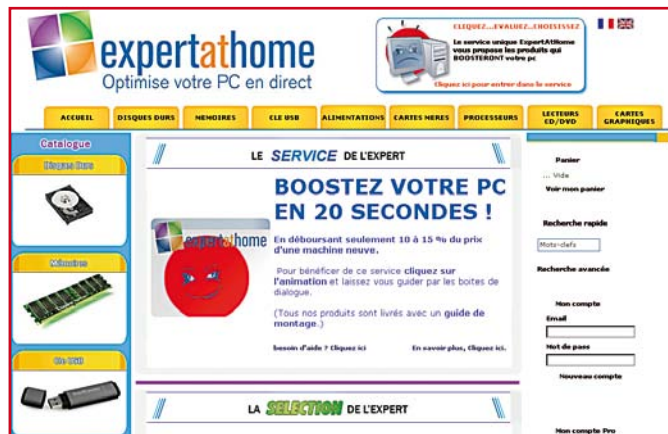 expertathome
Optimise votre PC en direct
CLIQUEZ...EVALUEZ...CHOISISSEZ
Le service unique ExpertAtHome
vous propose les produits qui
BOOSTERONT votre pc
Cliquez ici pour entrer dans le service
ACCUEIL
DISQUES DURS
MEMOIRES
CLE USB
ALIMENTATIONS
CARTES MERES
PROCESSEURS
LECTEURS
CD/DVD
CARTES
GRAPHIQUES
Catalogue
Disques Durs
Mémoires
Cle USB
LE SERVICE DE L'EXPERT
BOOSTEZ VOTRE PC
EN 20 SECONDES !
expertathome
En déboursant seulement 10 à 15 % du prix
d'une machine neuve.
Pour bénéficer de ce service cliquez sur
l'animation et laissez vous guider par les boites de
dialogue.
(Tous nos produits sont livrés avec un guide de
montage.)
besoin d'aide ? Cliquez ici
En savoir plus, Cliquez ici.
LA SELECTION DE L'EXPERT
Panier
... Vide
Voir mon panier
Recherche rapide
Mots-clefs
Recherche avancée
Mon compte
Email
Mot de pass
Nouveau compte
Mon compte Pro